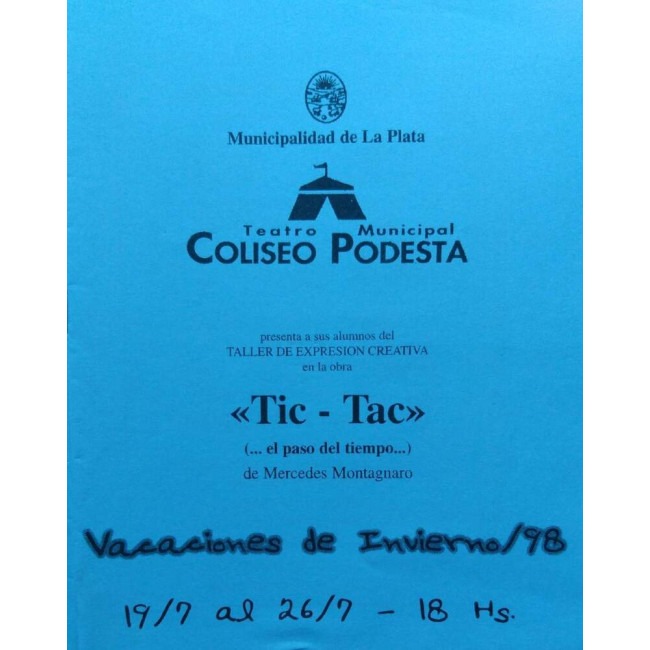 Municipalidad de La Plata
Teatro Municipal
COLISEO PODESTA
presenta a sus alumnos del
TALLER DE EXPRESION CREATIVA
en la obra
«Tic - Tac»
(... el paso del tiempo...)
de Mercedes Montagnaro
Vacaciones de Invierno/98
19/7 al 26/7 - 18 Hs.